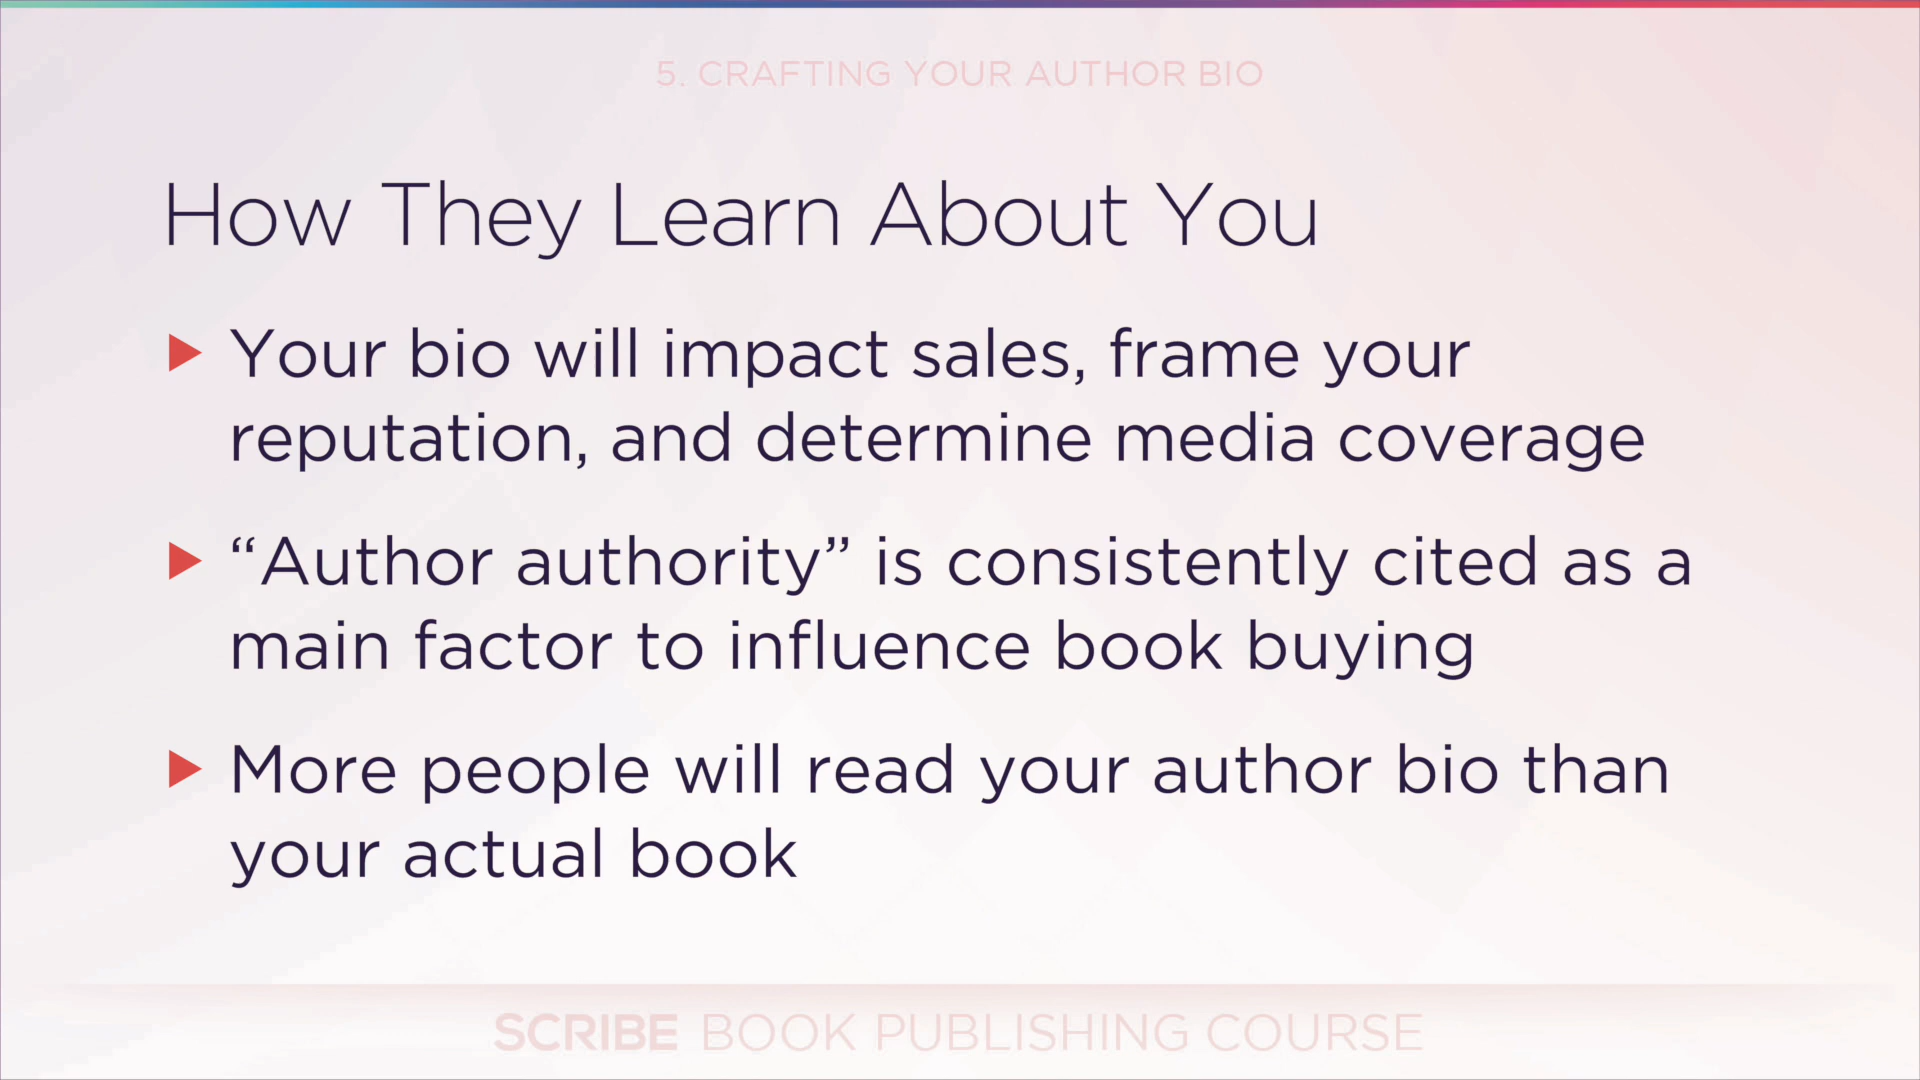 5. CRAFTING YOUR AUTHOR BIO
How They Learn About You
Your bio will impact sales, frame your
reputation, and determine media coverage
“Author authority” is consistently cited as a
main factor to influence book buying
More people will read your author bio than
your actual book
SCRIBE BOOK PUBLISHING COURSE